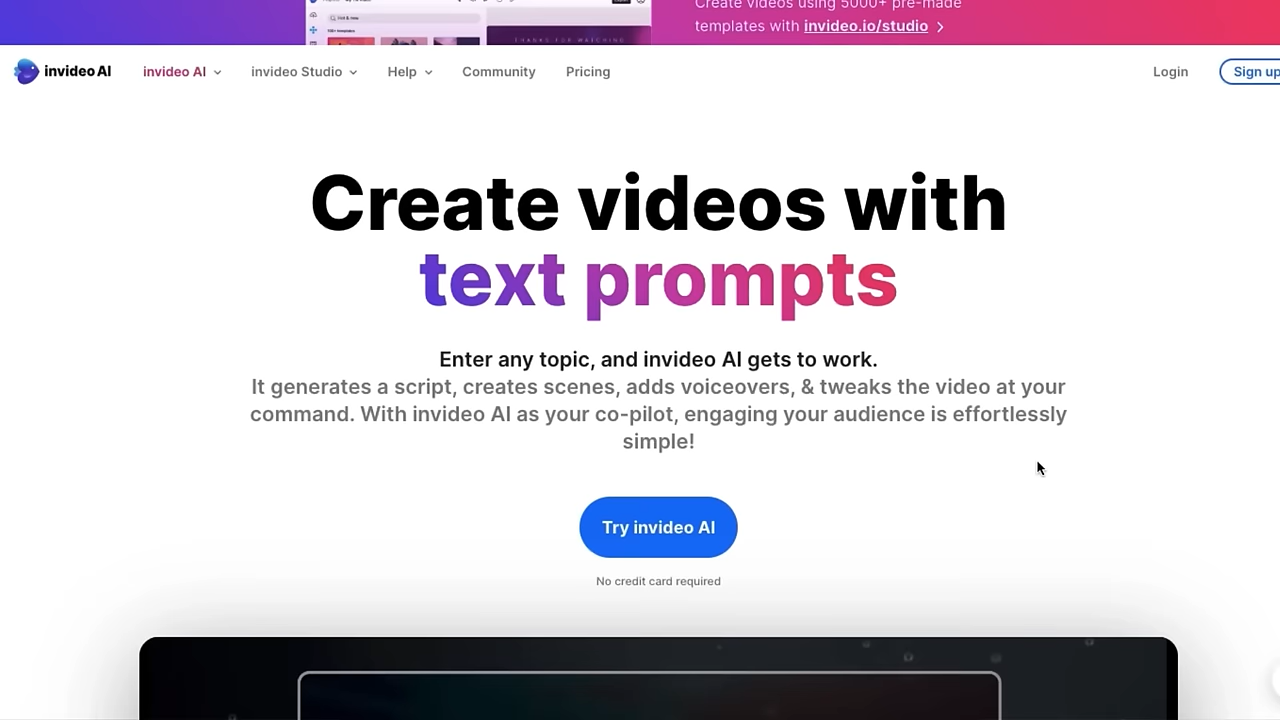 Create videos using 5000+ pre-made
templates with invideo.io/studio
THANKS FOR WATCHING
invideo AI
invideo AI
invideo Studio
Help
Community
Pricing
Login
Sign up
Create videos with
text prompts
Enter any topic, and invideo AI gets to work.
It generates a script, creates scenes, adds voiceovers, & tweaks the video at your
command. With invideo AI as your co-pilot, engaging your audience is effortlessly
simple!
Try invideo AI
No credit card required